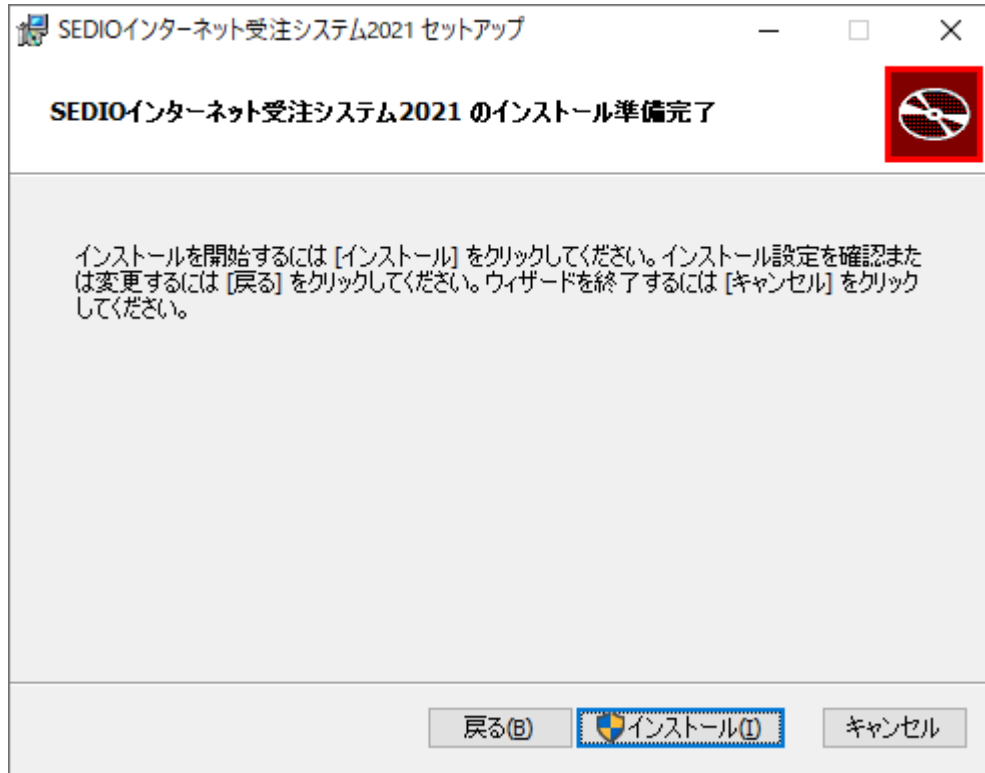 SEDIOインターネット受注システム2021 セットアップ
SEDIOインターネット受注システム2021 のインストール準備完了
インストールを開始するには [インストール] をクリックしてください。インストール設定を確認また
は変更するには [戻る] をクリックしてください。ウィザードを終了するには [キャンセル] をクリック
してください。
戻る(B)
インストール(I)
キャンセル